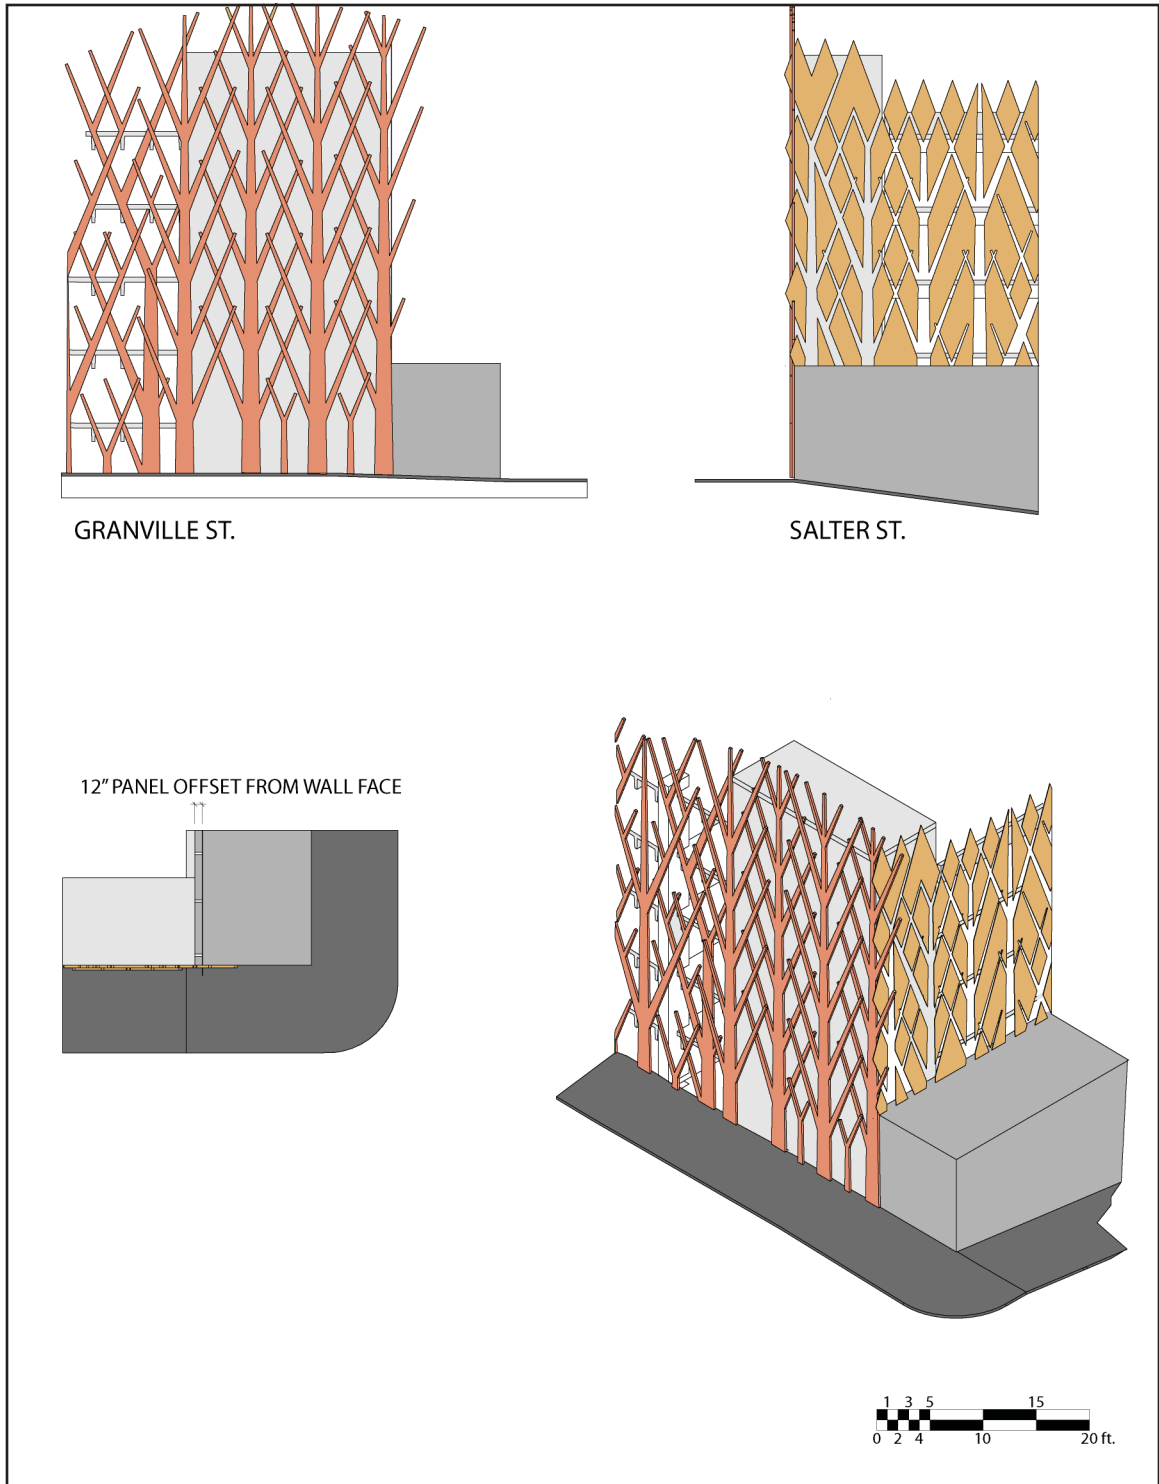 GRANVILLE ST.
SALTER ST.
12" PANEL OFFSET FROM WALL FACE
1 3 5 15
0 2 4 10 20 ft.